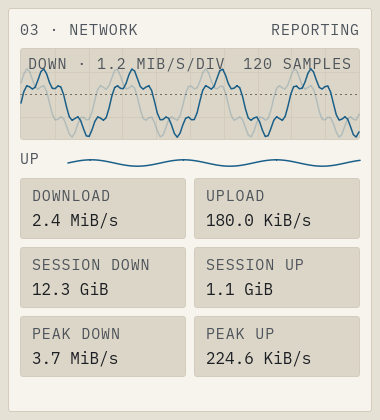 03 · NETWORK REPORTING
DOWN · 1.2 MIB/S/DIV 120 SAMPLES
UP
DOWNLOAD UPLOAD
2.4 MiB/s 180.0 KiB/s
SESSION DOWN SESSION UP
12.3 GiB 1.1 GiB
PEAK DOWN PEAK UP
3.7 MiB/s 224.6 KiB/s